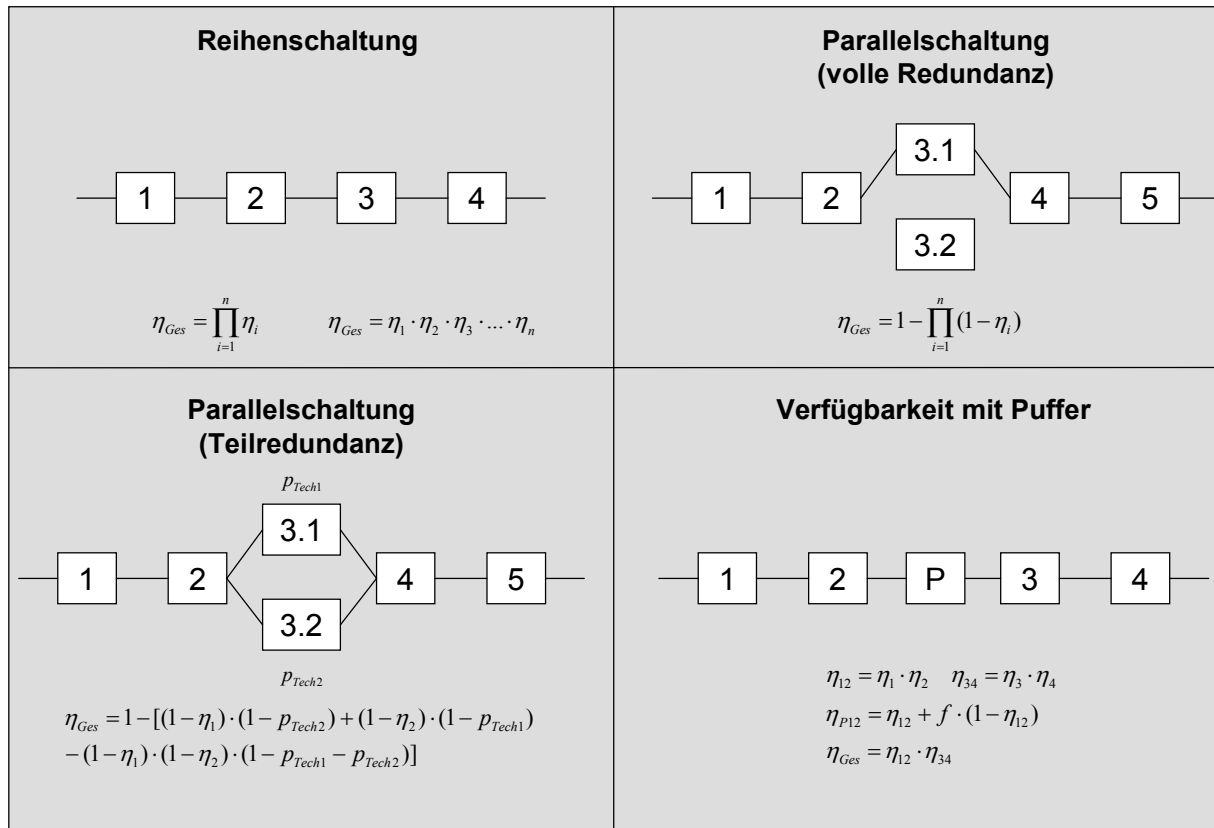 Reihenschaltung
1 2 3 4
η_Ges = ∏_{i=1}^{n} η_i    η_Ges = η_1 · η_2 · η_3 · ... · η_n
Parallelschaltung
(volle Redundanz)
3.1
1 2 4 5
3.2
η_Ges = 1 − ∏_{i=1}^{n} (1 − η_i)
Parallelschaltung
(Teilredundanz)
p_Tech1
3.1
1 2 4 5
3.2
p_Tech2
η_Ges = 1 − [(1 − η_1) · (1 − p_Tech2) + (1 − η_2) · (1 − p_Tech1)
− (1 − η_1) · (1 − η_2) · (1 − p_Tech1 − p_Tech2)]
Verfügbarkeit mit Puffer
1 2 P 3 4
η_12 = η_1 · η_2    η_34 = η_3 · η_4
η_P12 = η_12 + f · (1 − η_12)
η_Ges = η_12 · η_34